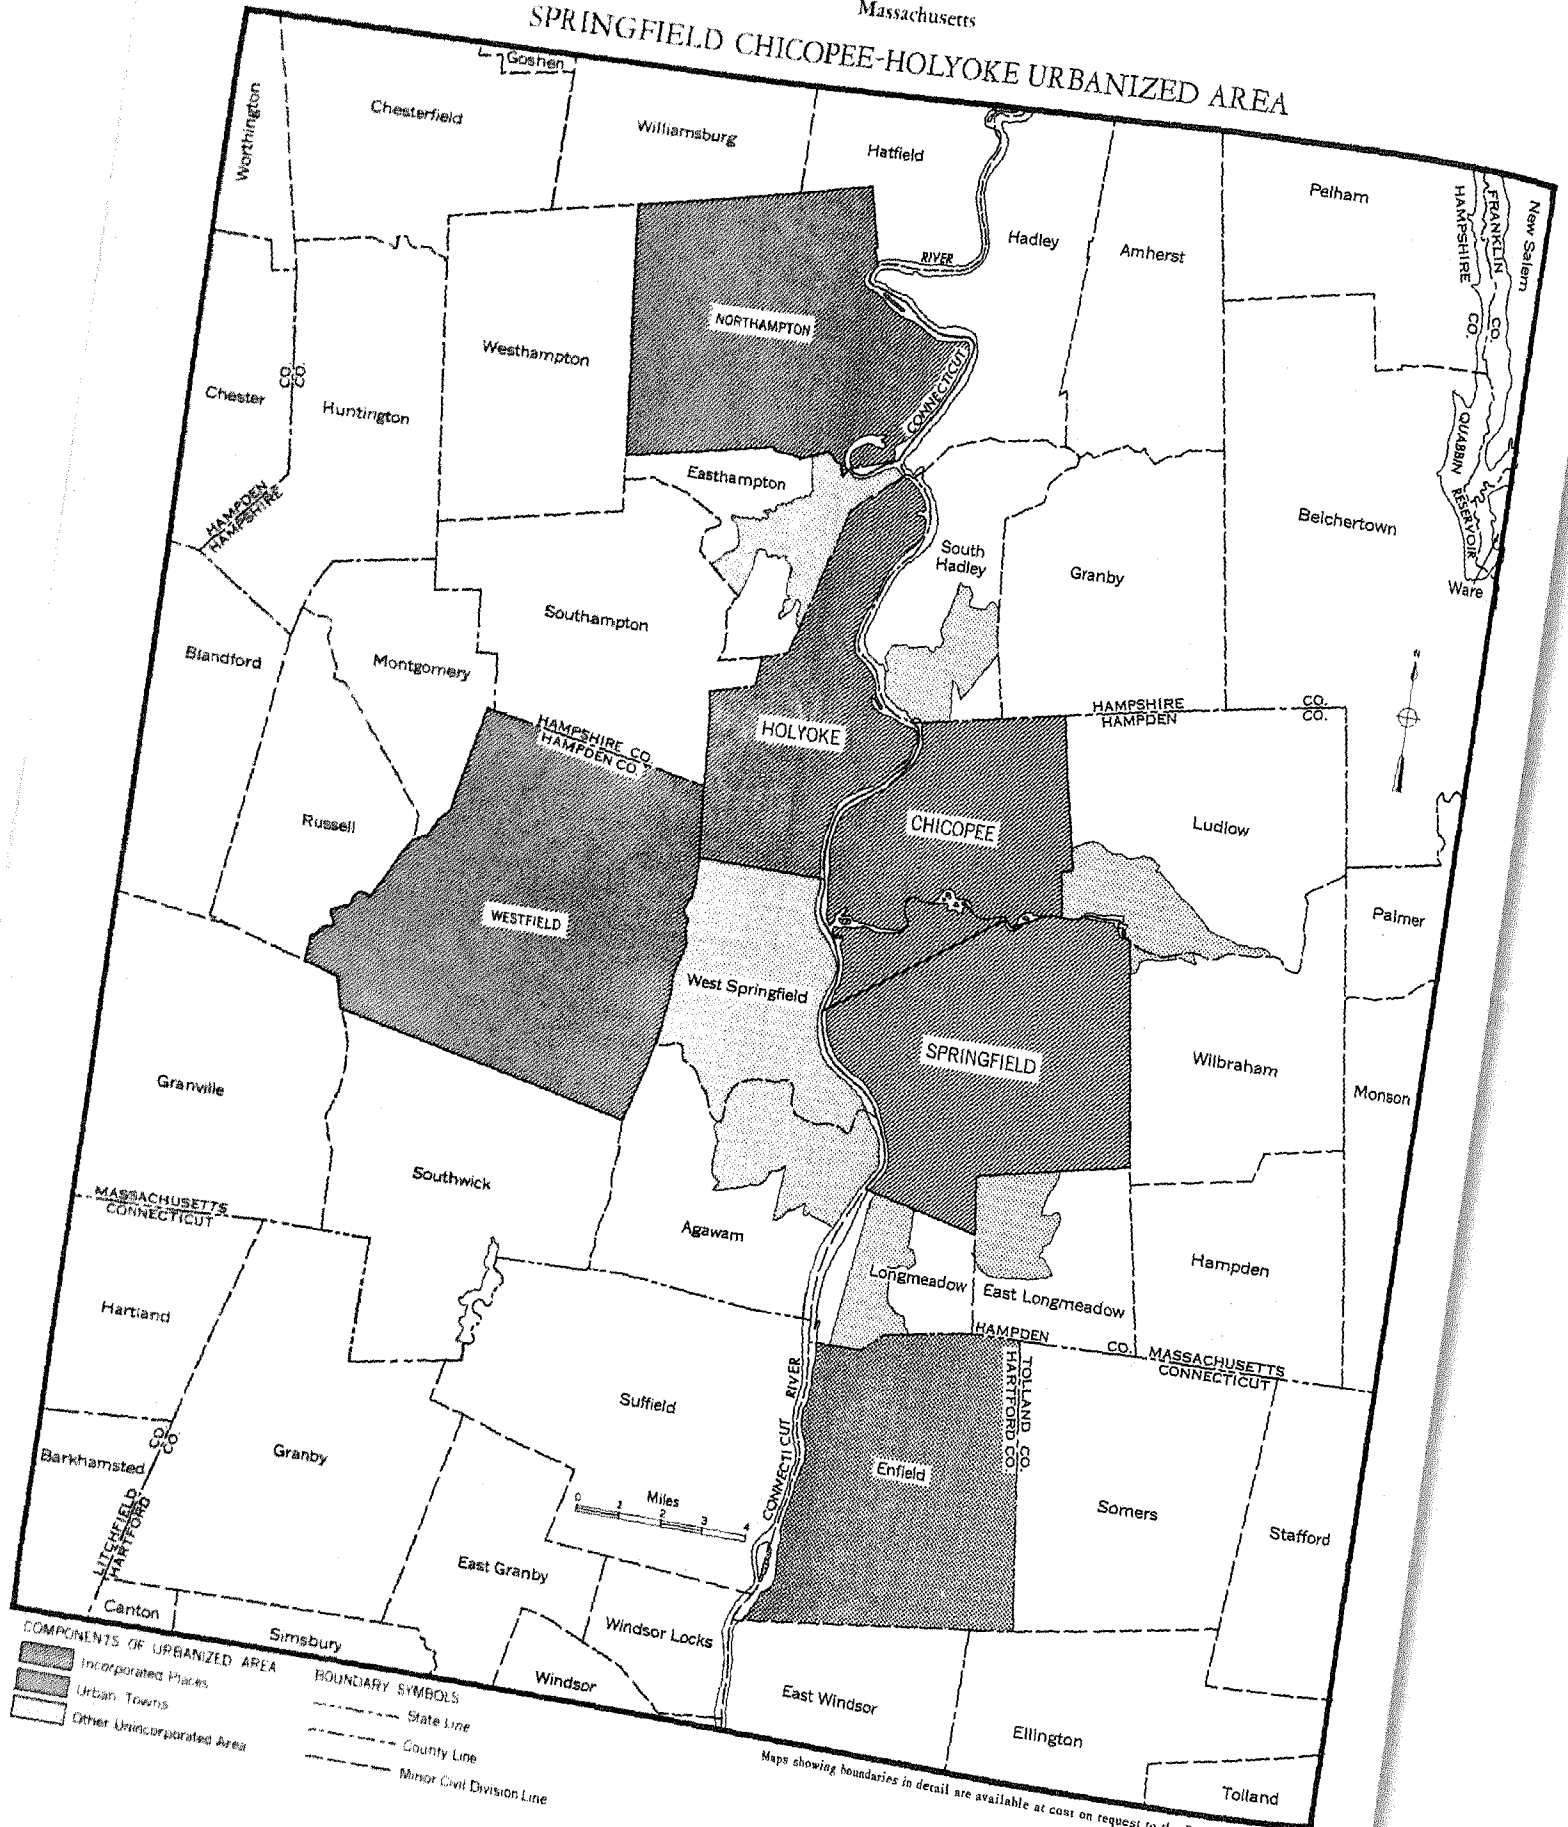 Massachusetts
SPRINGFIELD CHICOPEE-HOLYOKE URBANIZED AREA
Goshen
Worthington
Chesterfield
Williamsburg
Hatfield
Pelham
HAMPSHIRE CO.
FRANKLIN CO.
New Salem
Hadley
Amherst
RIVER
NORTHAMPTON
Westhampton
CONNECTICUT
Chester
CO.
CO.
Huntington
QUABBIN RESERVOIR
Easthampton
HAMPDEN
HAMPSHIRE
Belchertown
South
Hadley
Granby
Ware
Southampton
Blandford
Montgomery
N
HAMPSHIRE CO.
HAMPDEN CO.
HOLYOKE
HAMPSHIRE CO.
HAMPDEN CO.
Russell
CHICOPEE
Ludlow
WESTFIELD
Palmer
West Springfield
SPRINGFIELD
Wilbraham
Monson
Granville
Southwick
MASSACHUSETTS
CONNECTICUT
Agawam
Hampden
Longmeadow
East Longmeadow
Hartland
HAMPDEN CO.
MASSACHUSETTS
CONNECTICUT
TOLLAND CO.
HARTFORD CO.
Suffield
CONNECTICUT RIVER
Granby
CO.
CO.
Barkhamsted
Enfield
Miles
0 1 2 3 4
Somers
Stafford
LITCHFIELD
HARTFORD
East Granby
Canton
Simsbury
Windsor Locks
Windsor
East Windsor
Ellington
Tolland
COMPONENTS OF URBANIZED AREA
Incorporated Places
Urban Towns
Other Unincorporated Area
BOUNDARY SYMBOLS
State Line
County Line
Minor Civil Division Line
Maps showing boundaries in detail are available at cost on request to the